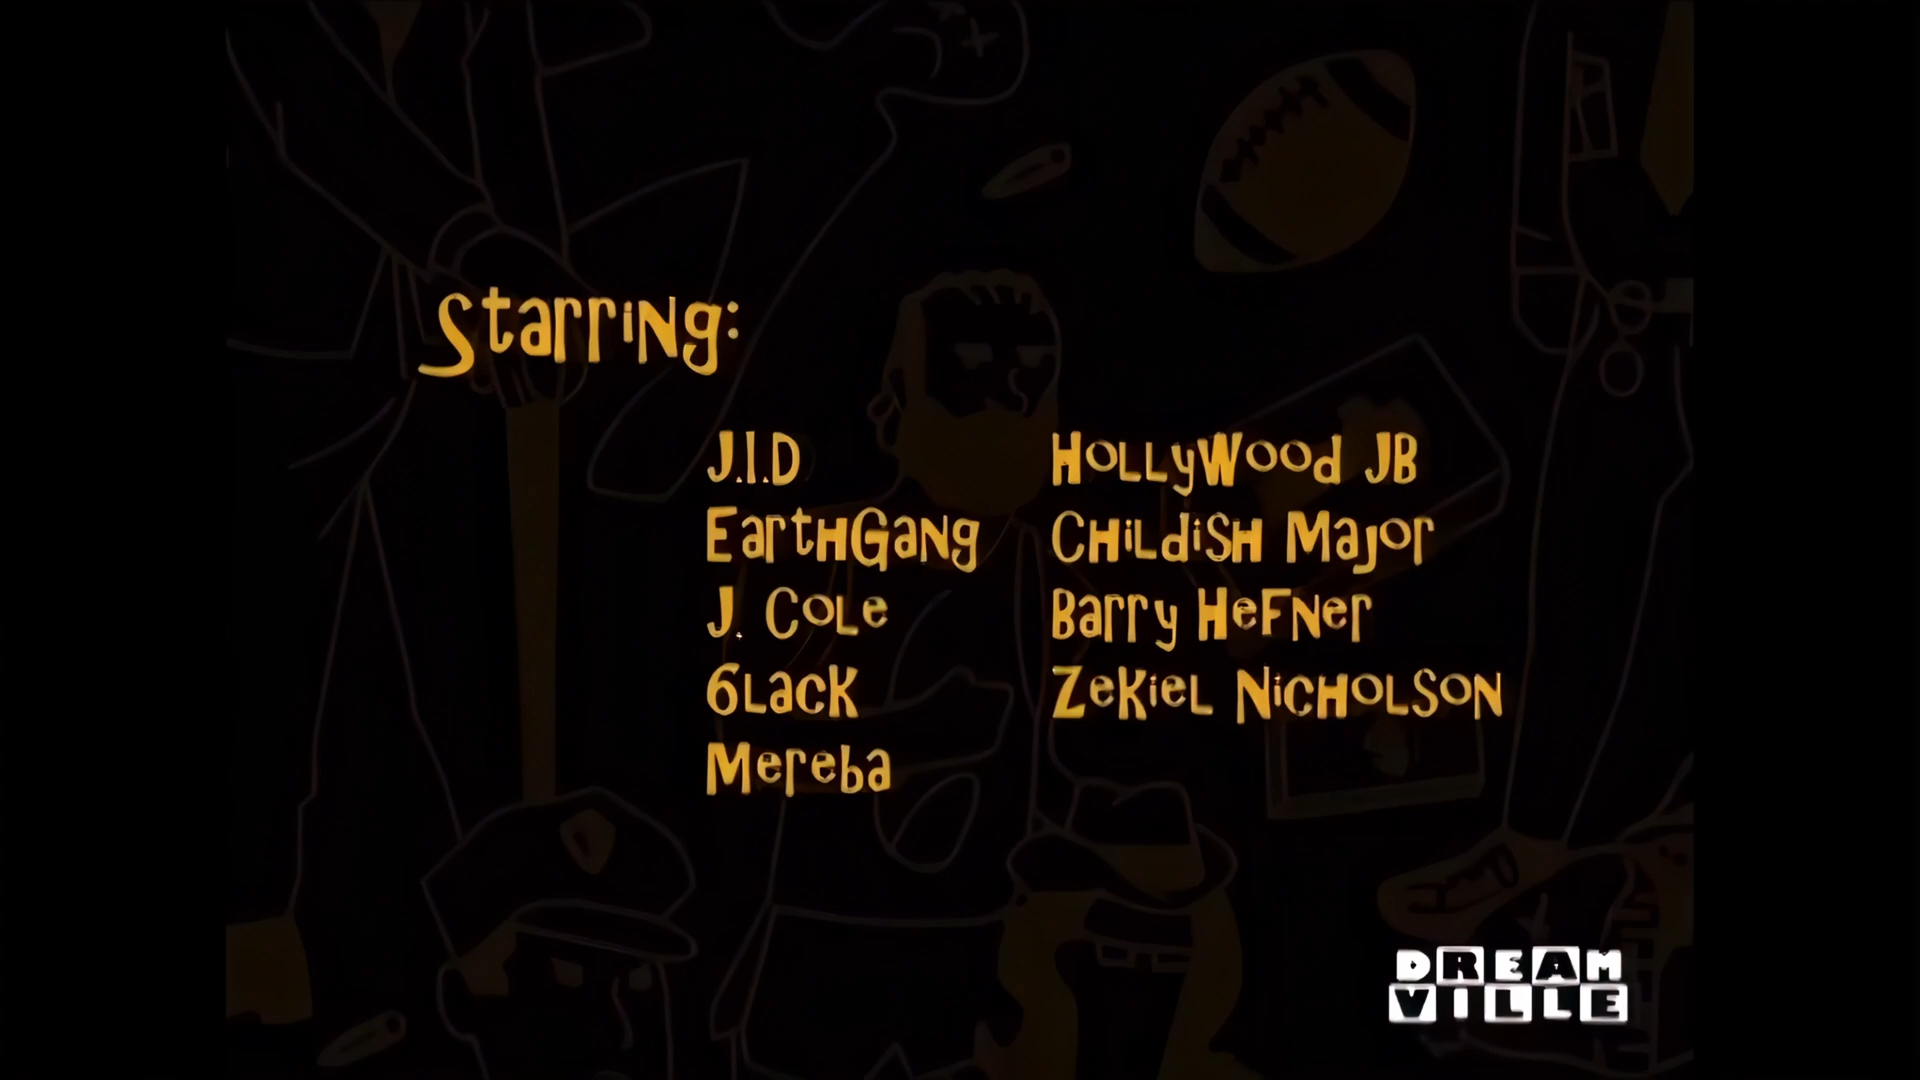 Starring:
J.I.D
EarthGang
J. Cole
6lack
Mereba
Hollywood JB
Childish Major
Barry Hefner
Zekiel Nicholson
DREAM
VILLE